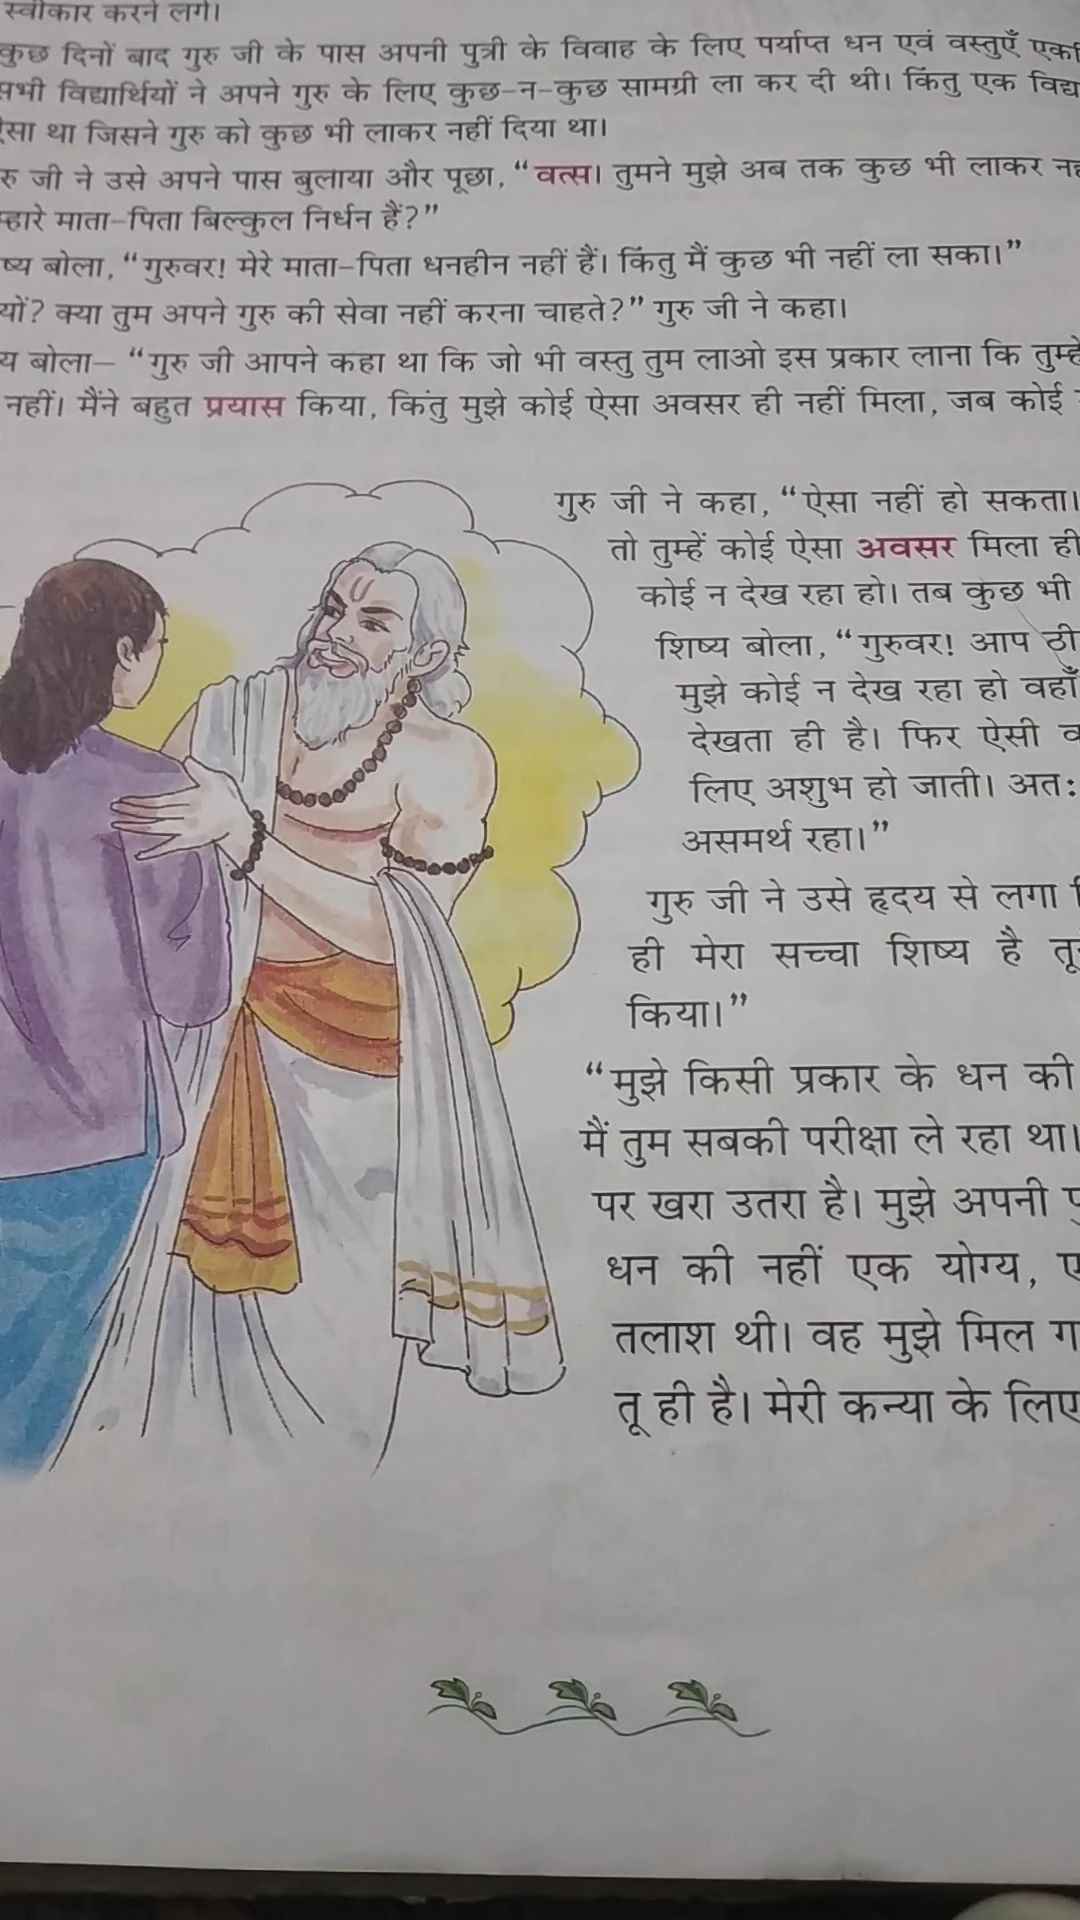 स्वीकार करने लगे।
कुछ दिनों बाद गुरु जी के पास अपनी पुत्री के विवाह के लिए पर्याप्त धन एवं वस्तुएँ
विद्यार्थियों ने अपने गुरु के लिए कुछ-न-कुछ सामग्री ला कर दी थी। किंतु एक
था जिसने गुरु को कुछ भी लाकर नहीं दिया था।
जी ने उसे अपने पास बुलाया और पूछा, “वत्स। तुमने मुझे अब तक कुछ भी लाकर
माता-पिता बिल्कुल निर्धन हैं?”
बोला, “गुरुवर! मेरे माता-पिता धनहीन नहीं हैं। किंतु मैं कुछ भी नहीं ला सका।”
क्या तुम अपने गुरु की सेवा नहीं करना चाहते?” गुरु जी ने कहा।
बोला– “गुरु जी आपने कहा था कि जो भी वस्तु तुम लाओ इस प्रकार लाना कि
नहीं। मैंने बहुत प्रयास किया, किंतु मुझे कोई ऐसा अवसर ही नहीं मिला, जब कोई
गुरु जी ने कहा, “ऐसा नहीं हो सकता।
तो तुम्हें कोई ऐसा अवसर मिला ही
कोई न देख रहा हो। तब कुछ भी
शिष्य बोला, “गुरुवर! आप
मुझे कोई न देख रहा हो वहाँ
देखता ही है। फिर ऐसी
लिए अशुभ हो जाती। अतः
असमर्थ रहा।”
गुरु जी ने उसे हृदय से लगा
ही मेरा सच्चा शिष्य है
किया।”
“मुझे किसी प्रकार के धन की
मैं तुम सबकी परीक्षा ले रहा था।
पर खरा उतरा है। मुझे अपनी
धन की नहीं एक योग्य,
तलाश थी। वह मुझे मिल
तू ही है। मेरी कन्या के लिए